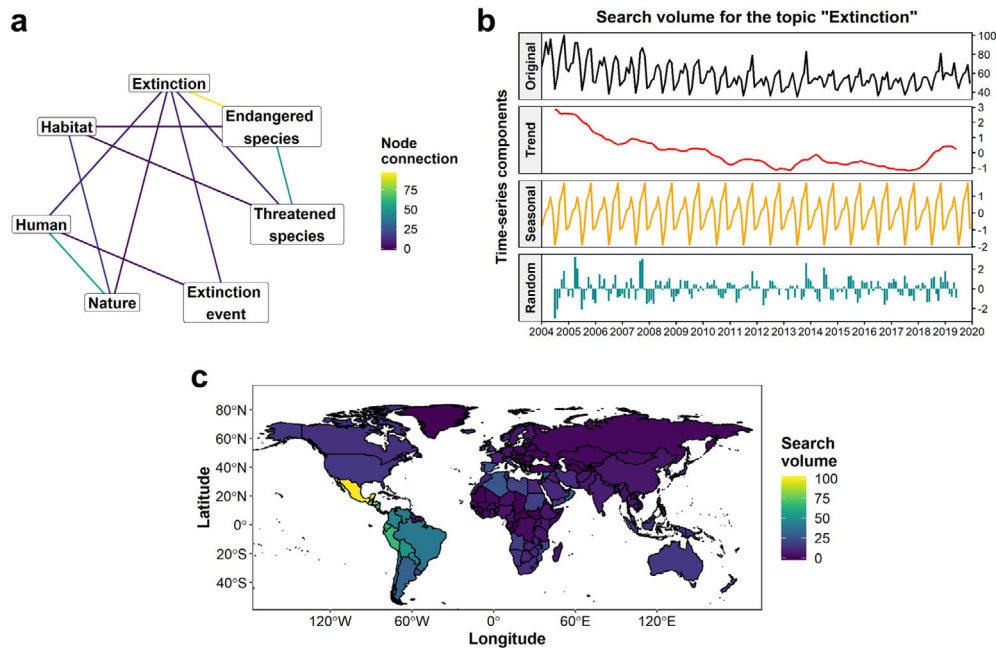 a
Extinction
Endangered
species
Habitat
Threatened
species
Human
Nature
Extinction
event
Node
connection
75
50
25
0
b
Search volume for the topic "Extinction"
Time-series components
Original
100
80
60
40
Trend
3
2
1
0
-1
Seasonal
2
1
0
-1
-2
Random
2
0
-2
2004 2005 2006 2007 2008 2009 2010 2011 2012 2013 2014 2015 2016 2017 2018 2019 2020
c
Latitude
80°N
60°N
40°N
20°N
0°
20°S
40°S
120°W 60°W 0° 60°E 120°E
Longitude
Search
volume
100
75
50
25
0